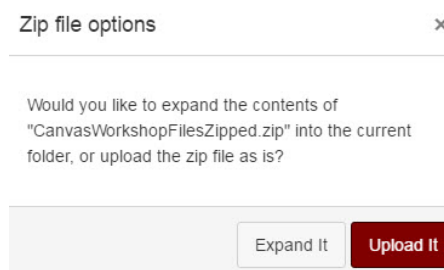 Zip file options ×
Would you like to expand the contents of
"CanvasWorkshopFilesZipped.zip" into the current
folder, or upload the zip file as is?
Expand It Upload It